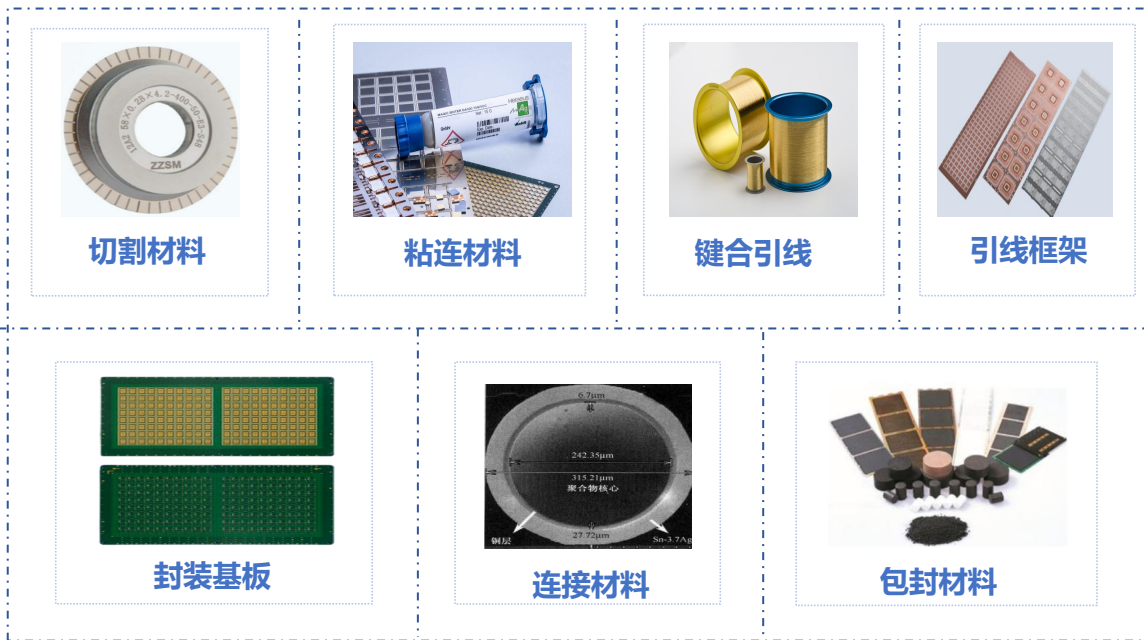 ZZSM
切割材料
粘连材料
键合引线
引线框架
封装基板
6.7μm
242.35μm
315.21μm
聚合物核心
铜层
27.72μm
Sn-3.7Ag
连接材料
包封材料